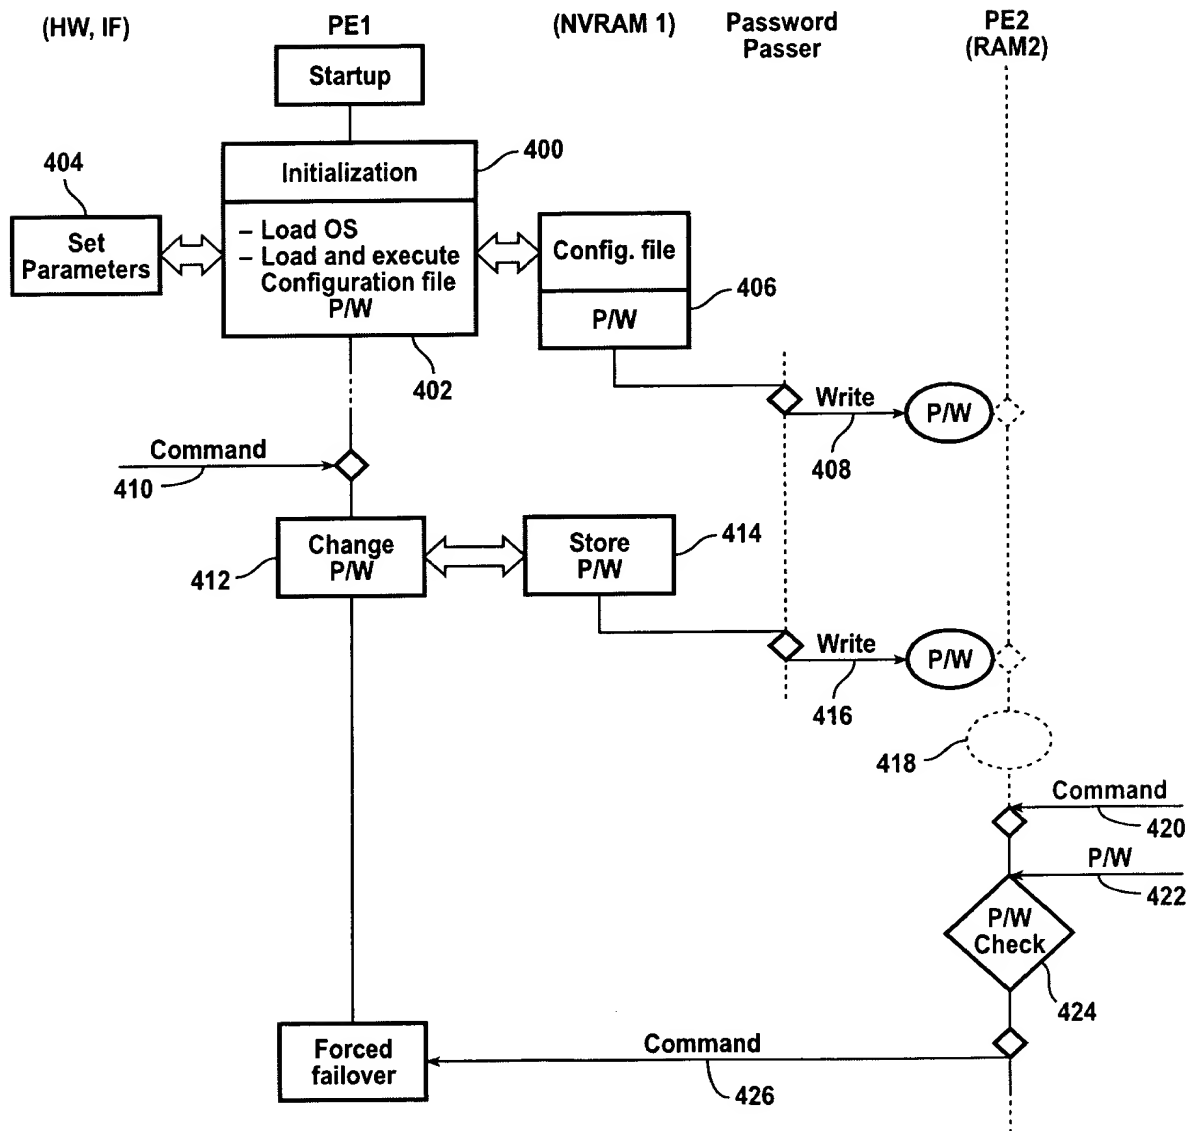 (HW, IF)
PE1
(NVRAM 1)
Password
Passer
PE2
(RAM2)
Startup
400
Initialization
404
Set
Parameters
– Load OS
– Load and execute
Configuration file
P/W
402
Config. file
P/W
406
Write
408
P/W
Command
410
Change
P/W
412
Store
P/W
414
Write
416
P/W
418
Command
420
P/W
422
P/W
Check
424
Forced
failover
Command
426